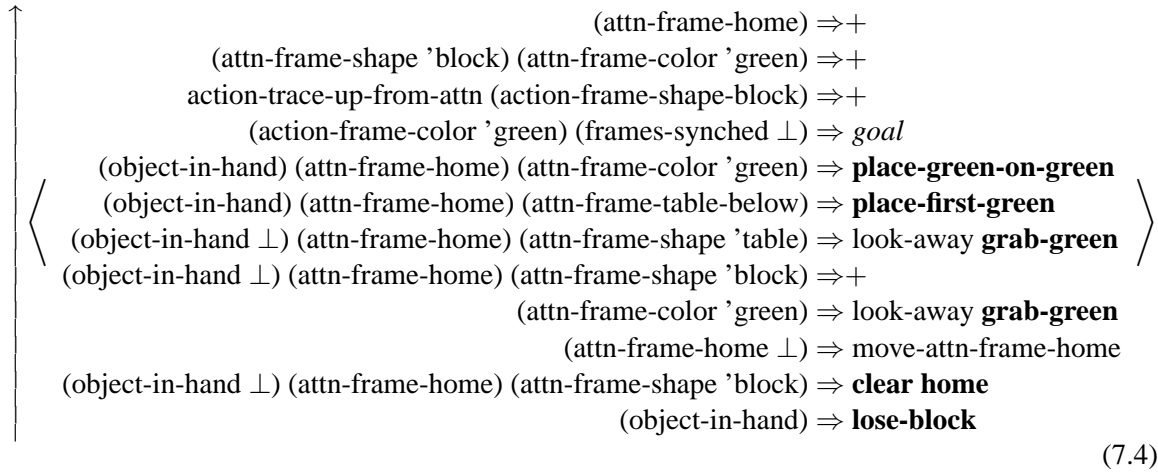 (attn-frame-home) ⇒+
(attn-frame-shape ’block) (attn-frame-color ’green) ⇒+
action-trace-up-from-attn (action-frame-shape-block) ⇒+
(action-frame-color ’green) (frames-synched ⊥) ⇒ goal
(object-in-hand) (attn-frame-home) (attn-frame-color ’green) ⇒ place-green-on-green
(object-in-hand) (attn-frame-home) (attn-frame-table-below) ⇒ place-first-green
(object-in-hand ⊥) (attn-frame-home) (attn-frame-shape ’table) ⇒ look-away grab-green
(object-in-hand ⊥) (attn-frame-home) (attn-frame-shape ’block) ⇒+
(attn-frame-color ’green) ⇒ look-away grab-green
(attn-frame-home ⊥) ⇒ move-attn-frame-home
(object-in-hand ⊥) (attn-frame-home) (attn-frame-shape ’block) ⇒ clear home
(object-in-hand) ⇒ lose-block
(7.4)